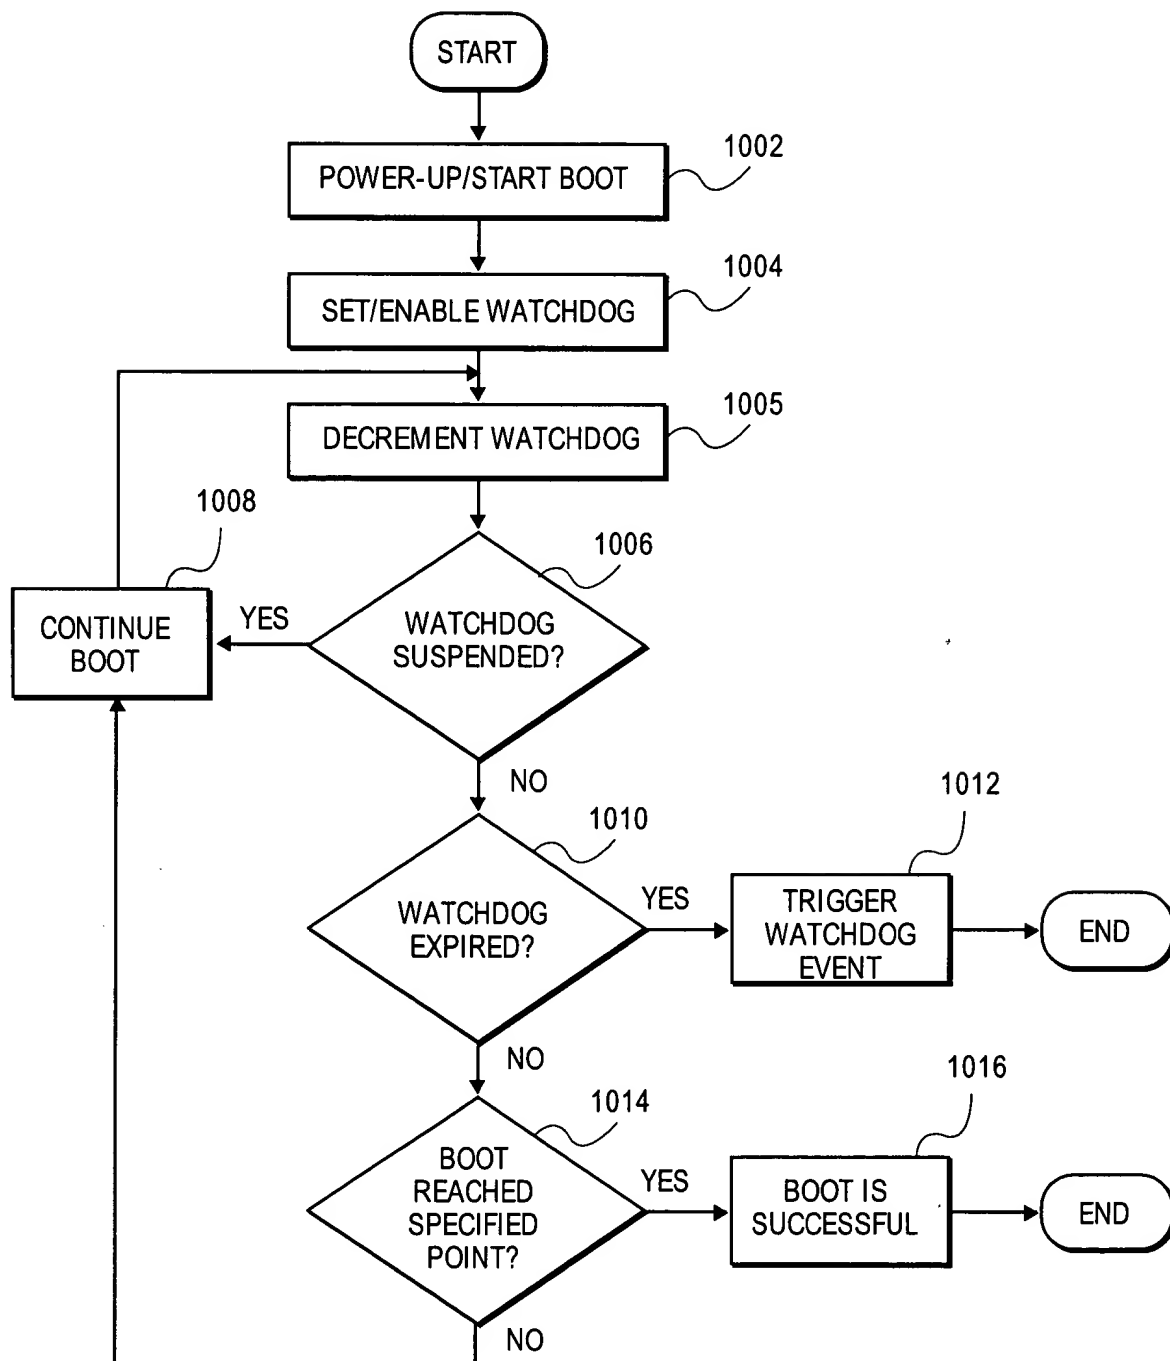 START
POWER-UP/START BOOT
1002
SET/ENABLE WATCHDOG
1004
DECREMENT WATCHDOG
1005
1008
CONTINUE
BOOT
YES
WATCHDOG
SUSPENDED?
1006
NO
WATCHDOG
EXPIRED?
1010
YES
TRIGGER
WATCHDOG
EVENT
1012
END
NO
BOOT
REACHED
SPECIFIED
POINT?
1014
YES
BOOT IS
SUCCESSFUL
1016
END
NO